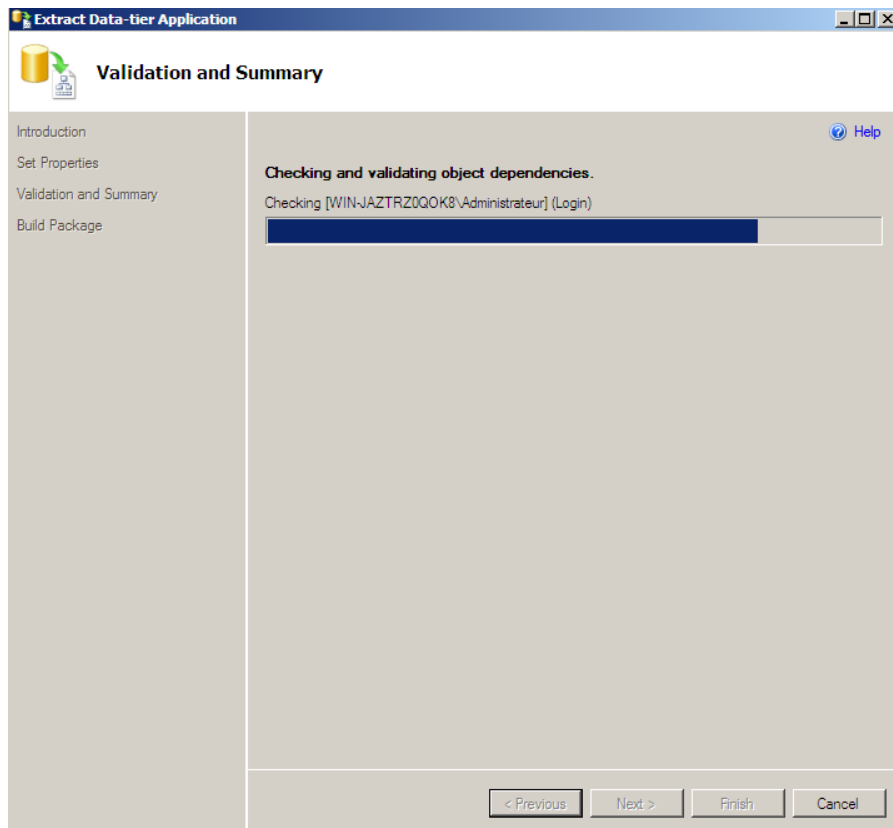 Extract Data-tier Application
Validation and Summary
Introduction
Set Properties
Validation and Summary
Build Package
Help
Checking and validating object dependencies.
Checking [WIN-JAZTRZ0QOK8\Administrateur] (Login)
< Previous
Next >
Finish
Cancel